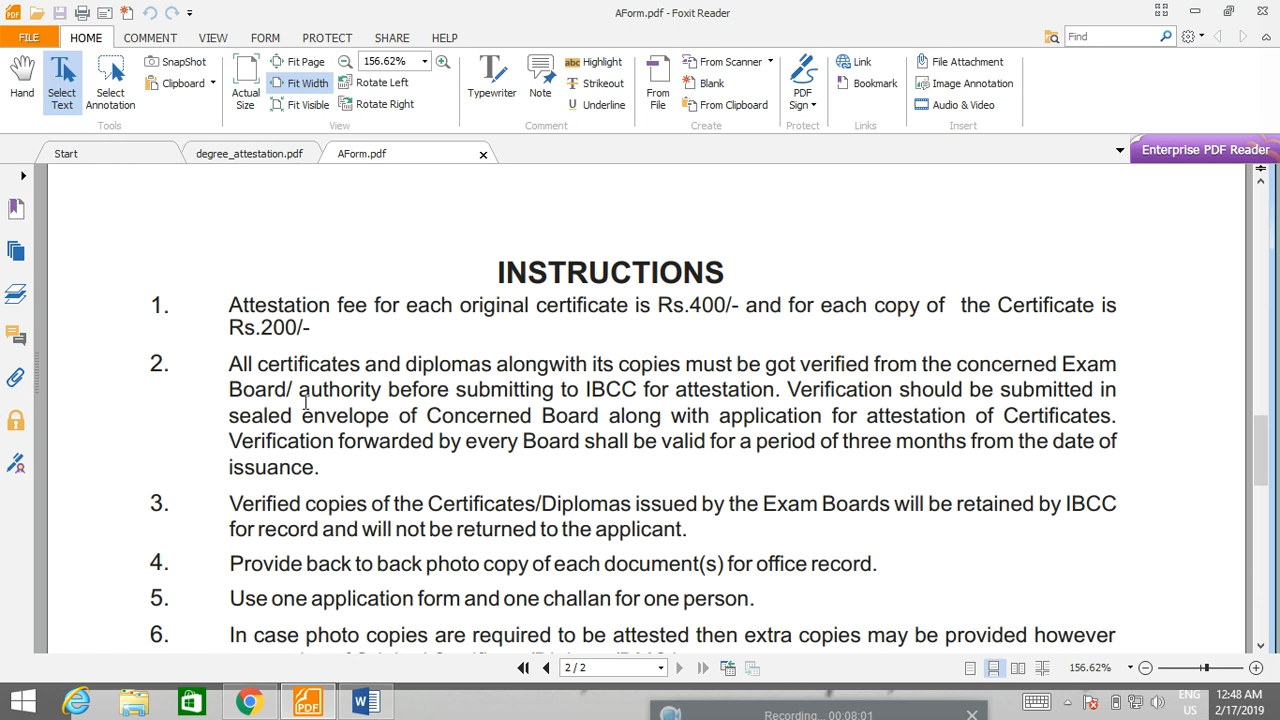 AForm.pdf - Foxit Reader
FILE
HOME
COMMENT
VIEW
FORM
PROTECT
SHARE
HELP
Find
Hand
Select Text
Select Annotation
SnapShot
Clipboard
Tools
Actual Size
Fit Page
Fit Width
Fit Visible
156.62%
Rotate Left
Rotate Right
View
Typewriter
Note
Highlight
Strikeout
Underline
Comment
From File
From Scanner
Blank
From Clipboard
Create
PDF Sign
Protect
Link
Bookmark
Links
File Attachment
Image Annotation
Audio & Video
Insert
Start
degree_attestation.pdf
AForm.pdf
Enterprise PDF Reader
INSTRUCTIONS
1. Attestation fee for each original certificate is Rs.400/- and for each copy of the Certificate is
Rs.200/-
2. All certificates and diplomas alongwith its copies must be got verified from the concerned Exam
Board/ authority before submitting to IBCC for attestation. Verification should be submitted in
sealed envelope of Concerned Board along with application for attestation of Certificates.
Verification forwarded by every Board shall be valid for a period of three months from the date of
issuance.
3. Verified copies of the Certificates/Diplomas issued by the Exam Boards will be retained by IBCC
for record and will not be returned to the applicant.
4. Provide back to back photo copy of each document(s) for office record.
5. Use one application form and one challan for one person.
6. In case photo copies are required to be attested then extra copies may be provided however
2 / 2
156.62%
Recording... 00:08:01
ENG
US
12:48 AM
2/17/2019